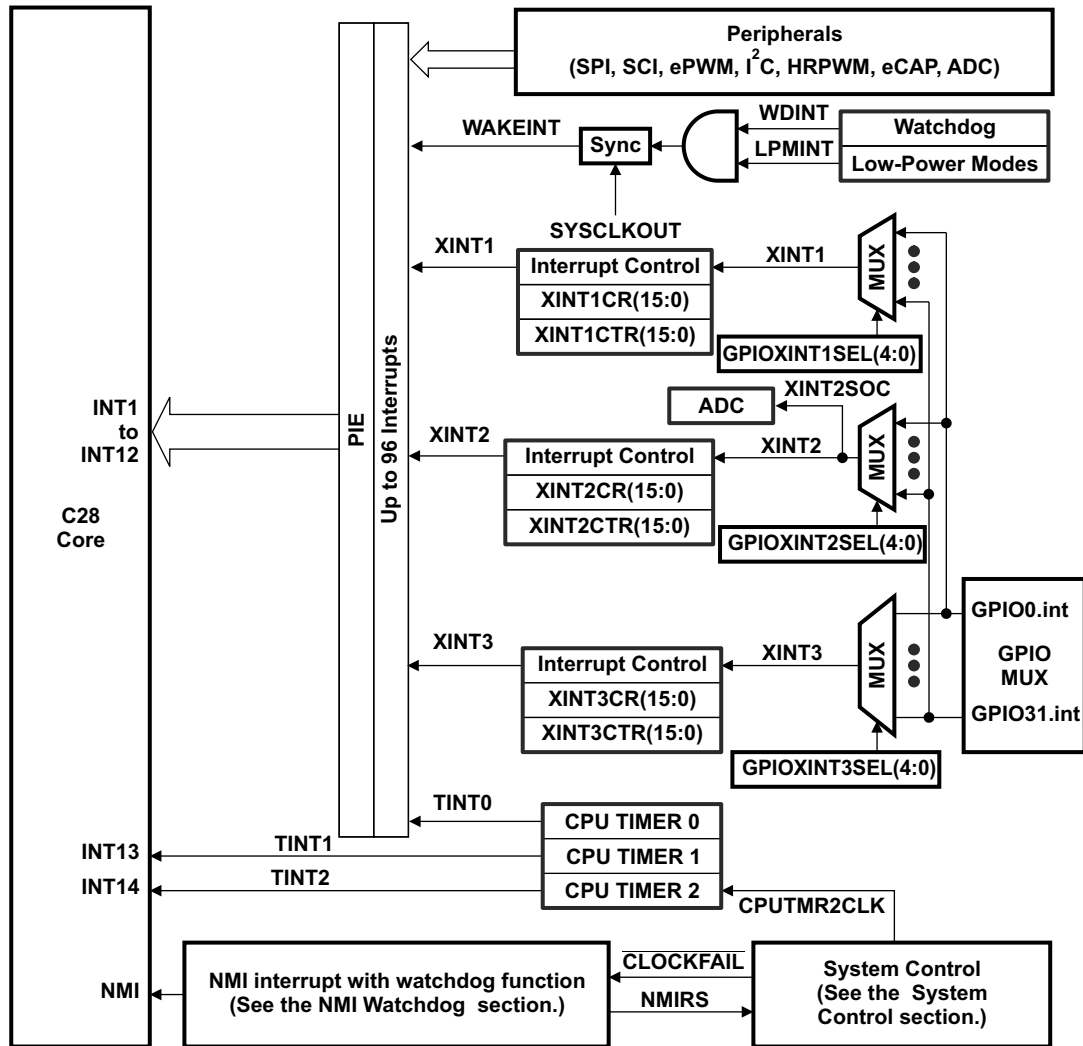 Peripherals
(SPI, SCI, ePWM, I²C, HRPWM, eCAP, ADC)
WAKEINT
Sync
WDINT
LPMINT
Watchdog
Low-Power Modes
SYSCLKOUT
XINT1
Interrupt Control
XINT1CR(15:0)
XINT1CTR(15:0)
XINT1
MUX
GPIOXINT1SEL(4:0)
INT1
to
INT12
C28
Core
PIE
Up to 96 Interrupts
ADC
XINT2SOC
XINT2
Interrupt Control
XINT2CR(15:0)
XINT2CTR(15:0)
XINT2
MUX
GPIOXINT2SEL(4:0)
XINT3
Interrupt Control
XINT3CR(15:0)
XINT3CTR(15:0)
XINT3
MUX
GPIOXINT3SEL(4:0)
GPIO0.int
GPIO
MUX
GPIO31.int
TINT0
CPU TIMER 0
INT13
TINT1
CPU TIMER 1
INT14
TINT2
CPU TIMER 2
CPUTMR2CLK
NMI
NMI interrupt with watchdog function
(See the NMI Watchdog section.)
CLOCKFAIL
NMIRS
System Control
(See the System
Control section.)